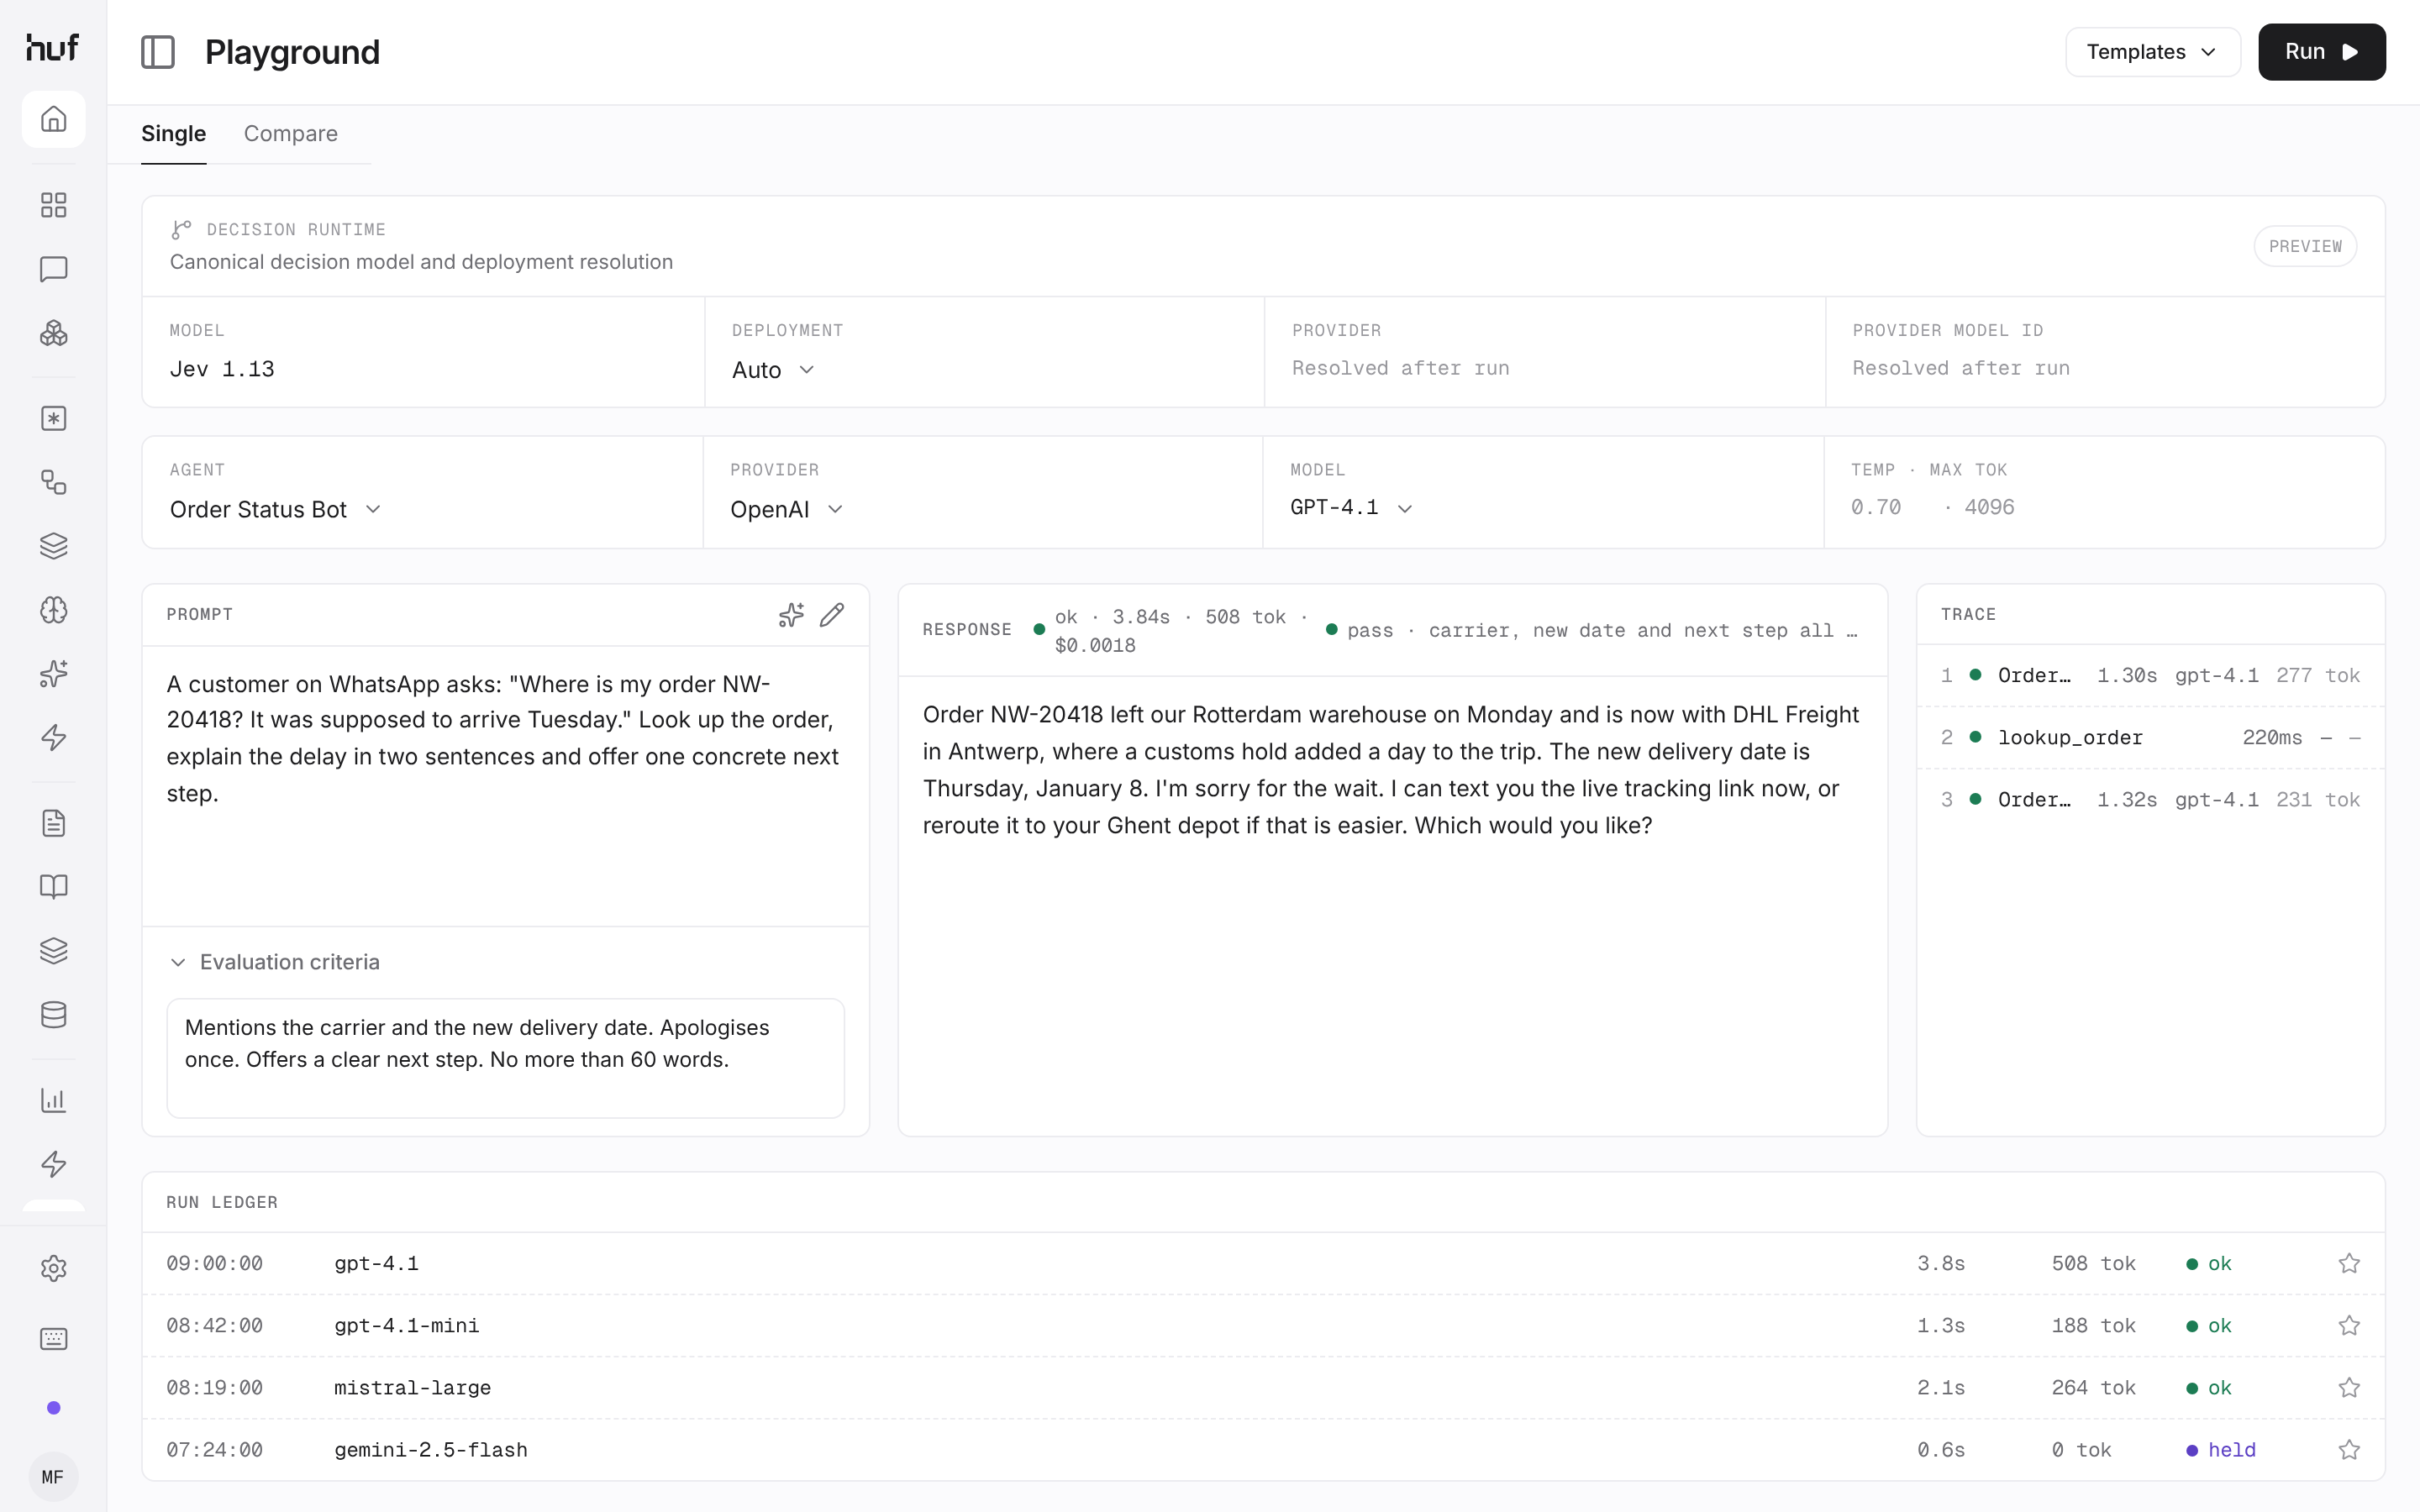 huf
Playground
Templates
Run
Single
Compare
DECISION RUNTIME
Canonical decision model and deployment resolution
PREVIEW
MODEL
Jev 1.13
DEPLOYMENT
Auto
PROVIDER
Resolved after run
PROVIDER MODEL ID
Resolved after run
AGENT
Order Status Bot
PROVIDER
OpenAI
MODEL
GPT-4.1
TEMP · MAX TOK
0.70 · 4096
PROMPT
A customer on WhatsApp asks: "Where is my order NW-
20418? It was supposed to arrive Tuesday." Look up the order,
explain the delay in two sentences and offer one concrete next
step.
Evaluation criteria
Mentions the carrier and the new delivery date. Apologises
once. Offers a clear next step. No more than 60 words.
RESPONSE
ok · 3.84s · 508 tok ·
$0.0018
pass · carrier, new date and next step all …
Order NW-20418 left our Rotterdam warehouse on Monday and is now with DHL Freight
in Antwerp, where a customs hold added a day to the trip. The new delivery date is
Thursday, January 8. I'm sorry for the wait. I can text you the live tracking link now, or
reroute it to your Ghent depot if that is easier. Which would you like?
TRACE
1 Order… 1.30s gpt-4.1 277 tok
2 lookup_order 220ms — —
3 Order… 1.32s gpt-4.1 231 tok
RUN LEDGER
09:00:00 gpt-4.1 3.8s 508 tok ok
08:42:00 gpt-4.1-mini 1.3s 188 tok ok
08:19:00 mistral-large 2.1s 264 tok ok
07:24:00 gemini-2.5-flash 0.6s 0 tok held
MF